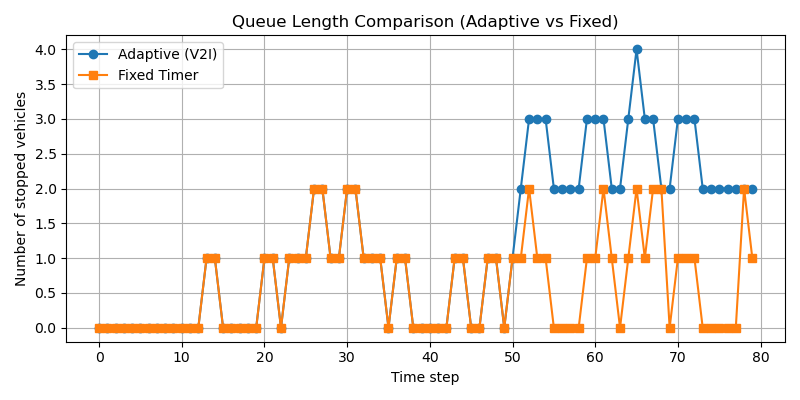 Queue Length Comparison (Adaptive vs Fixed)
Adaptive (V2I)
Fixed Timer
Number of stopped vehicles
4.0
3.5
3.0
2.5
2.0
1.5
1.0
0.5
0.0
0 10 20 30 40 50 60 70 80
Time step